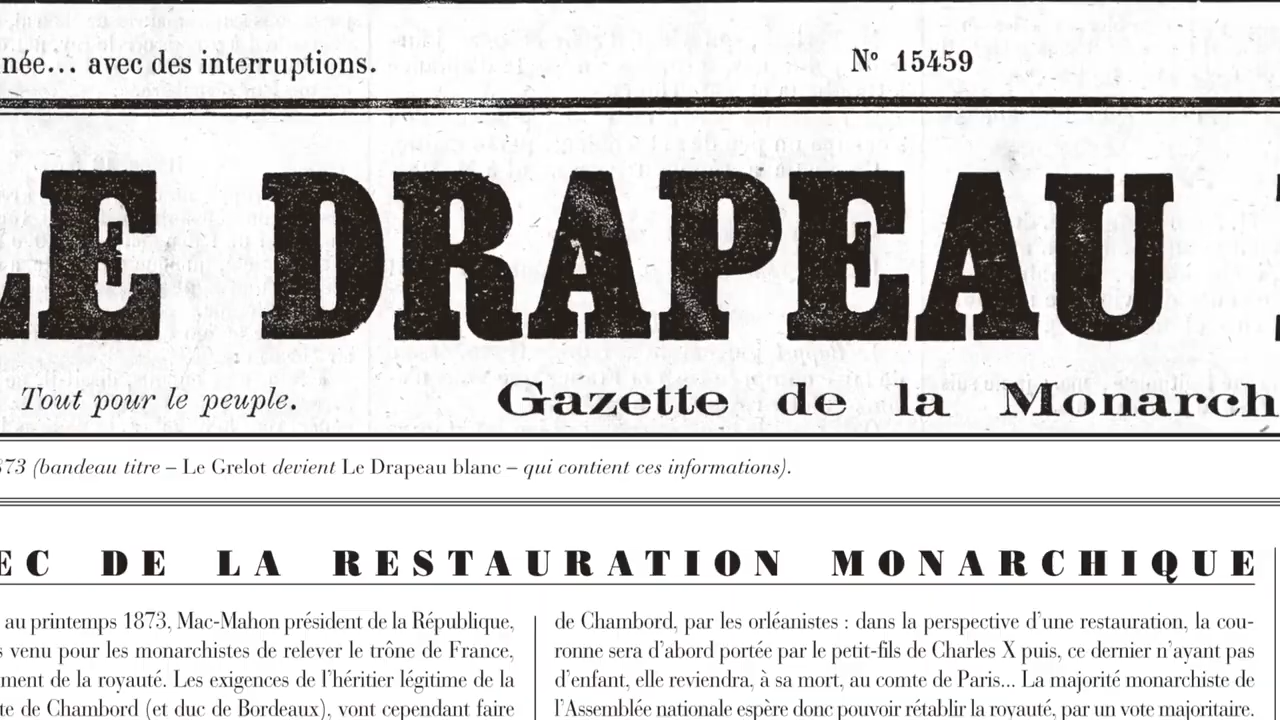 née... avec des interruptions.
Nº 15459
LE DRAPEAU
Tout pour le peuple.
Gazette de la Monarch
873 (bandeau titre – Le Grelot devient Le Drapeau blanc – qui contient ces informations).
EC DE LA RESTAURATION MONARCHIQUE
au printemps 1873, Mac-Mahon président de la République,
s venu pour les monarchistes de relever le trône de France,
ment de la royauté. Les exigences de l'héritier légitime de la
te de Chambord (et duc de Bordeaux), vont cependant faire
de Chambord, par les orléanistes : dans la perspective d'une restauration, la cou-
ronne sera d'abord portée par le petit-fils de Charles X puis, ce dernier n'ayant pas
d'enfant, elle reviendra, à sa mort, au comte de Paris... La majorité monarchiste de
l'Assemblée nationale espère donc pouvoir rétablir la royauté, par un vote majoritaire.